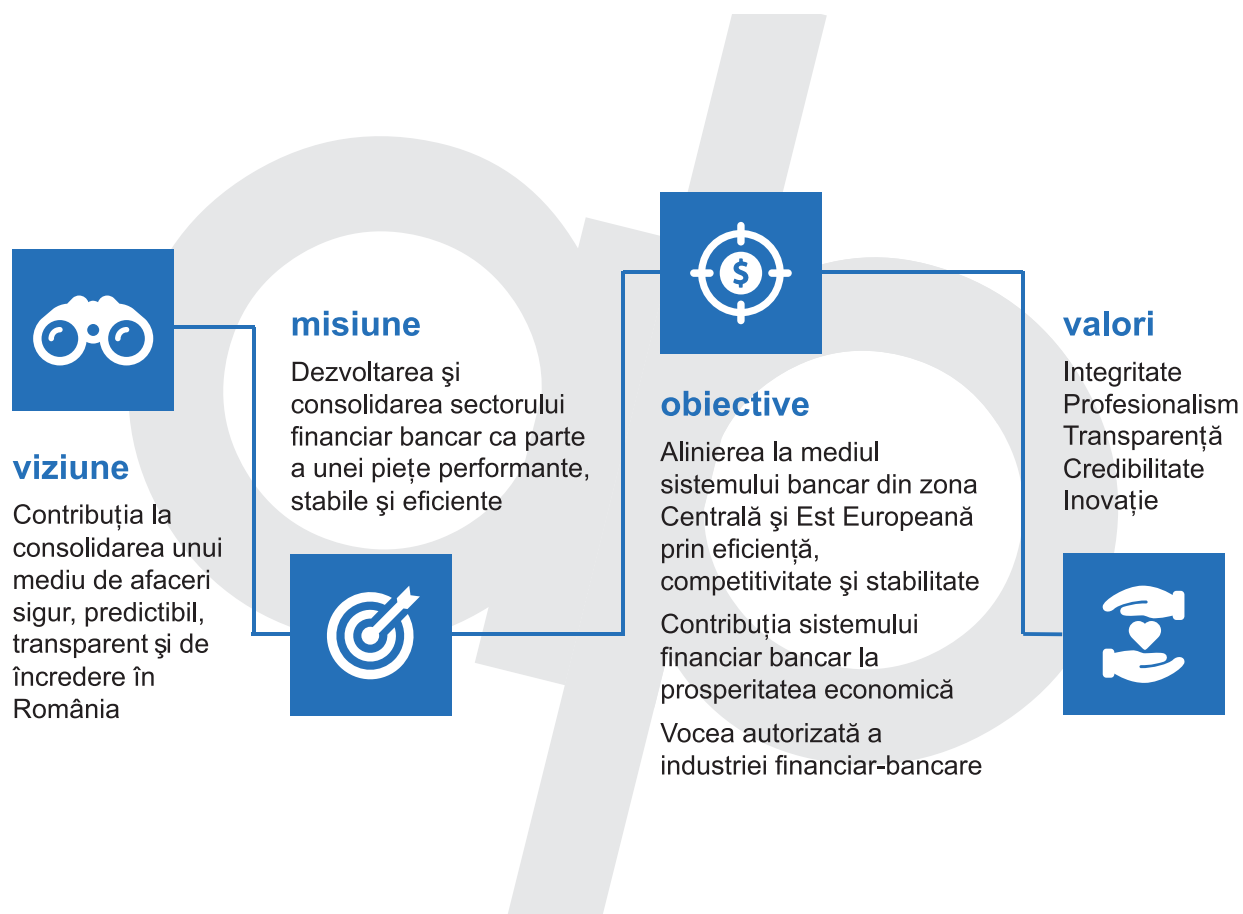 viziune
Contribuția la
consolidarea unui
mediu de afaceri
sigur, predictibil,
transparent şi de
încredere în
România
misiune
Dezvoltarea şi
consolidarea sectorului
financiar bancar ca parte
a unei piețe performante,
stabile şi eficiente
$
obiective
Alinierea la mediul
sistemului bancar din zona
Centrală şi Est Europeană
prin eficiență,
competitivitate şi stabilitate
Contribuția sistemului
financiar bancar la
prosperitatea economică
Vocea autorizată a
industriei financiar-bancare
valori
Integritate
Profesionalism
Transparență
Credibilitate
Inovație